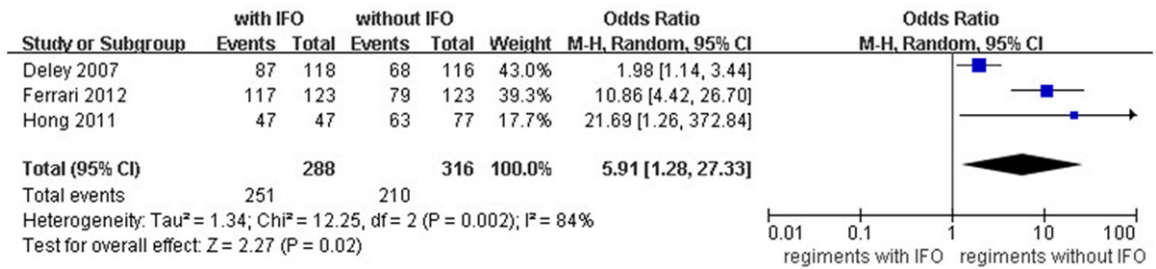 with IFO without IFO Odds Ratio Odds Ratio
Study or Subgroup Events Total Events Total Weight M-H, Random, 95% CI M-H, Random, 95% CI
Deley 2007 87 118 68 116 43.0% 1.98 [1.14, 3.44]
Ferrari 2012 117 123 79 123 39.3% 10.86 [4.42, 26.70]
Hong 2011 47 47 63 77 17.7% 21.69 [1.26, 372.84]
Total (95% CI) 288 316 100.0% 5.91 [1.28, 27.33]
Total events 251 210
Heterogeneity: Tau² = 1.34; Chi² = 12.25, df = 2 (P = 0.002); I² = 84%
Test for overall effect: Z = 2.27 (P = 0.02)
0.01 0.1 1 10 100
regiments with IFO regiments without IFO